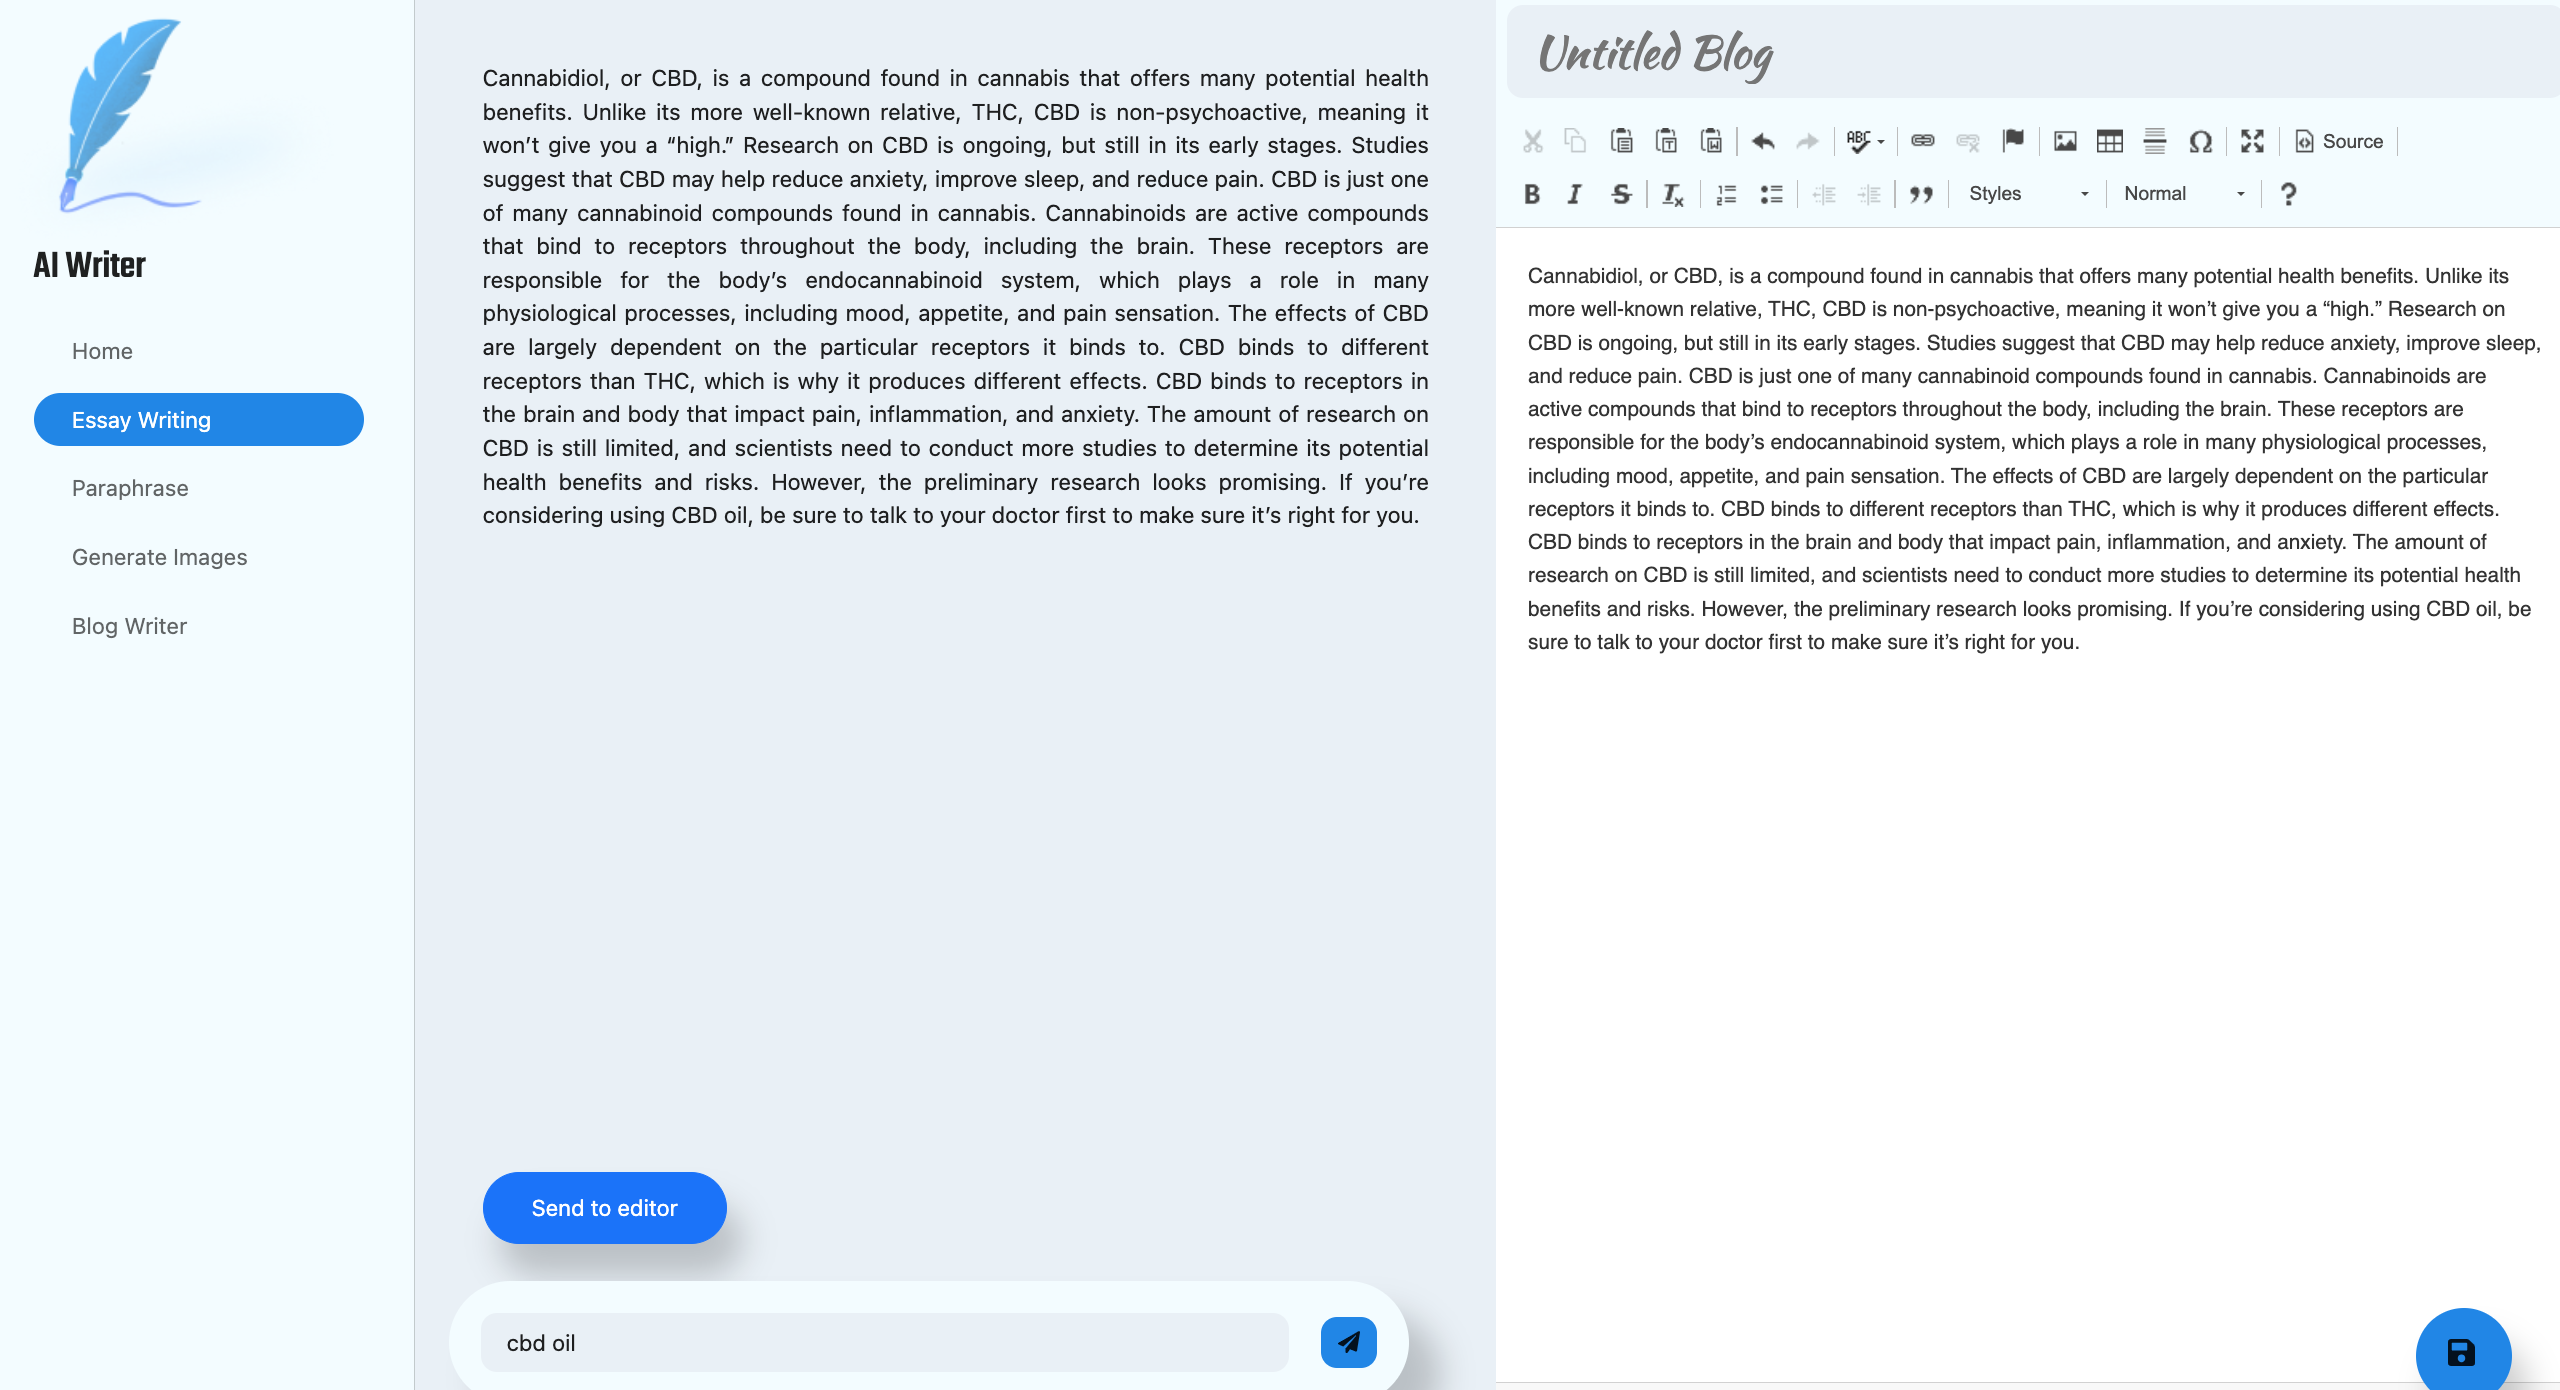 AI Writer
Home
Essay Writing
Paraphrase
Generate Images
Blog Writer
Cannabidiol, or CBD, is a compound found in cannabis that offers many potential health
benefits. Unlike its more well-known relative, THC, CBD is non-psychoactive, meaning it
won’t give you a “high.” Research on CBD is ongoing, but still in its early stages. Studies
suggest that CBD may help reduce anxiety, improve sleep, and reduce pain. CBD is just one
of many cannabinoid compounds found in cannabis. Cannabinoids are active compounds
that bind to receptors throughout the body, including the brain. These receptors are
responsible for the body’s endocannabinoid system, which plays a role in many
physiological processes, including mood, appetite, and pain sensation. The effects of CBD
are largely dependent on the particular receptors it binds to. CBD binds to different
receptors than THC, which is why it produces different effects. CBD binds to receptors in
the brain and body that impact pain, inflammation, and anxiety. The amount of research on
CBD is still limited, and scientists need to conduct more studies to determine its potential
health benefits and risks. However, the preliminary research looks promising. If you’re
considering using CBD oil, be sure to talk to your doctor first to make sure it’s right for you.
Send to editor
cbd oil
Untitled Blog
ABC
Source
B I S Tx
Styles
Normal
?
Cannabidiol, or CBD, is a compound found in cannabis that offers many potential health benefits. Unlike its
more well-known relative, THC, CBD is non-psychoactive, meaning it won’t give you a “high.” Research on
CBD is ongoing, but still in its early stages. Studies suggest that CBD may help reduce anxiety, improve sleep,
and reduce pain. CBD is just one of many cannabinoid compounds found in cannabis. Cannabinoids are
active compounds that bind to receptors throughout the body, including the brain. These receptors are
responsible for the body’s endocannabinoid system, which plays a role in many physiological processes,
including mood, appetite, and pain sensation. The effects of CBD are largely dependent on the particular
receptors it binds to. CBD binds to different receptors than THC, which is why it produces different effects.
CBD binds to receptors in the brain and body that impact pain, inflammation, and anxiety. The amount of
research on CBD is still limited, and scientists need to conduct more studies to determine its potential health
benefits and risks. However, the preliminary research looks promising. If you’re considering using CBD oil, be
sure to talk to your doctor first to make sure it’s right for you.